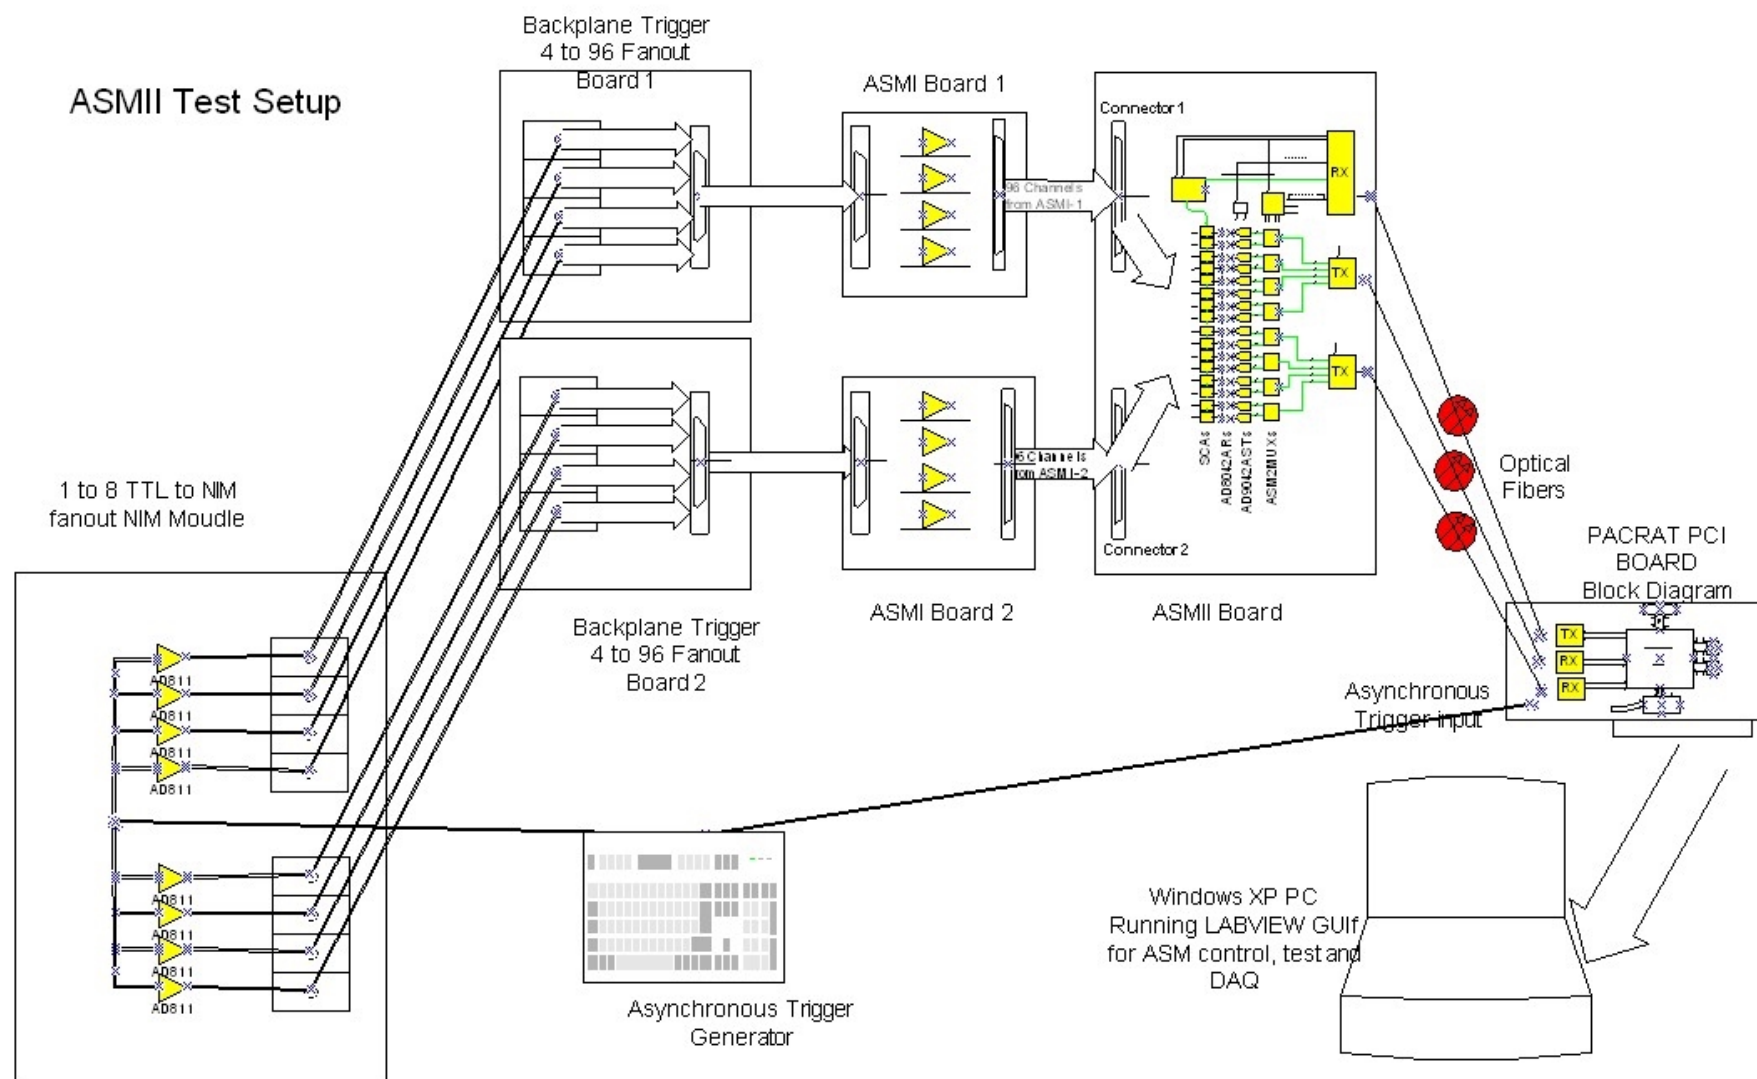 ASMII Test Setup
Backplane Trigger
4 to 96 Fanout
Board 1
ASMI Board 1
Connector 1
RX
96 Channels
from ASMI-1
TX
TX
SCAs
AD8042ARs
AD9042ASTs
ASM2MUXs
6 Channels
om ASMI-2
Connector 2
Optical
Fibers
1 to 8 TTL to NIM
fanout NIM Moudle
ASMI Board 2
ASMII Board
PACRAT PCI
BOARD
Block Diagram
TX
RX
RX
Backplane Trigger
4 to 96 Fanout
Board 2
Asynchronous
Trigger input
AD811
AD811
AD811
AD811
AD811
AD811
AD811
AD811
Windows XP PC
Running LABVIEW GUIf
for ASM control, test and
DAQ
Asynchronous Trigger
Generator